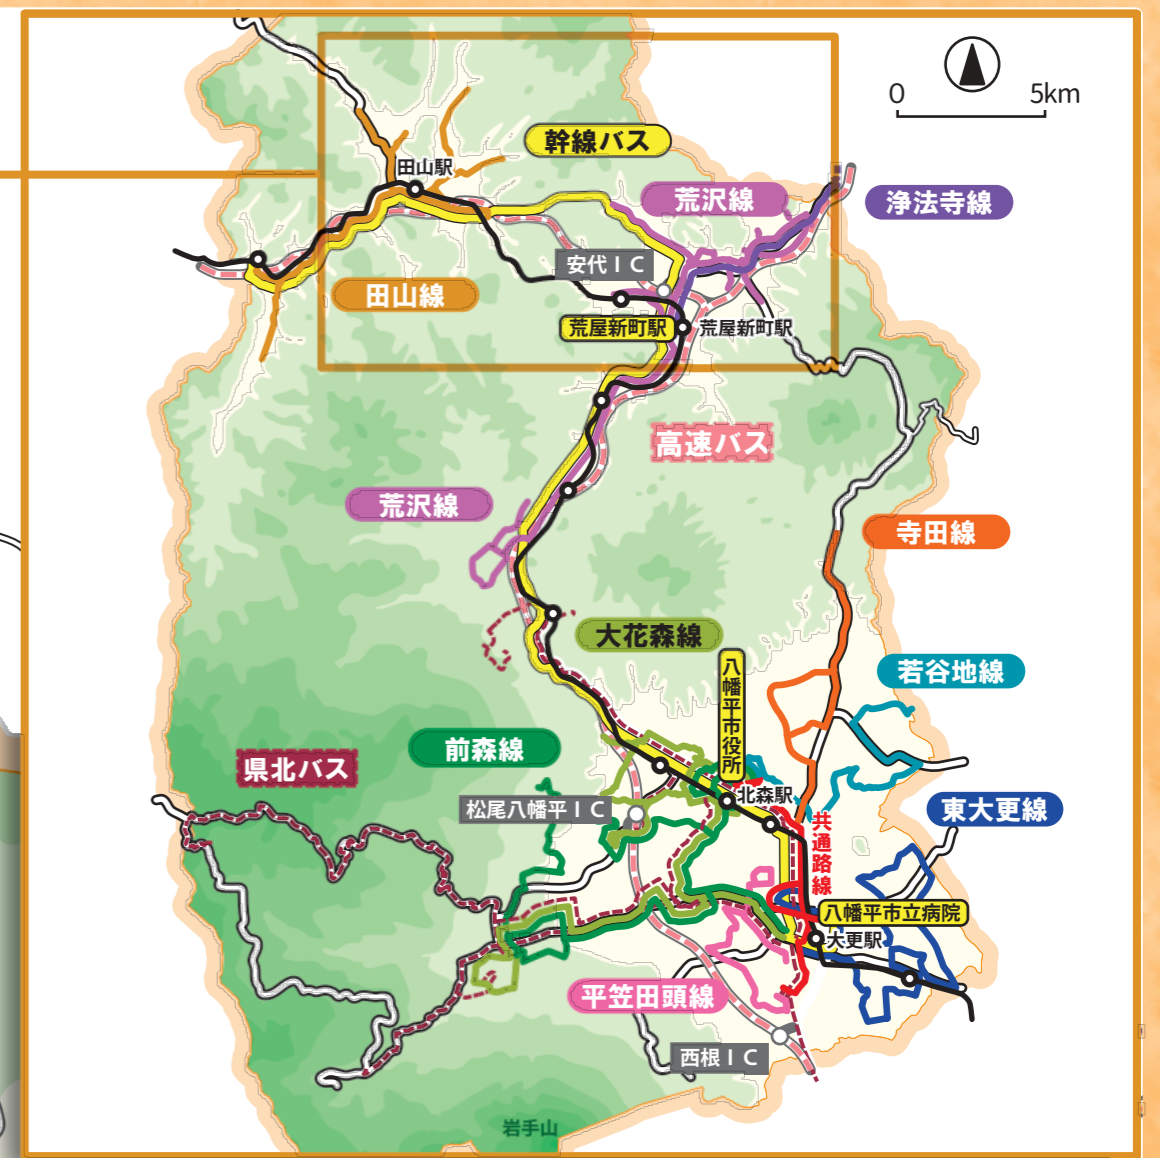 0 5km
幹線バス
田山駅
荒沢線
浄法寺線
安代IC
田山線
荒屋新町駅
荒屋新町駅
高速バス
荒沢線
寺田線
大花森線
八幡平市役所
若谷地線
前森線
県北バス
松尾八幡平IC
北森駅
東大更線
共通路線
八幡平市立病院
大更駅
平笠田頭線
西根IC
岩手山